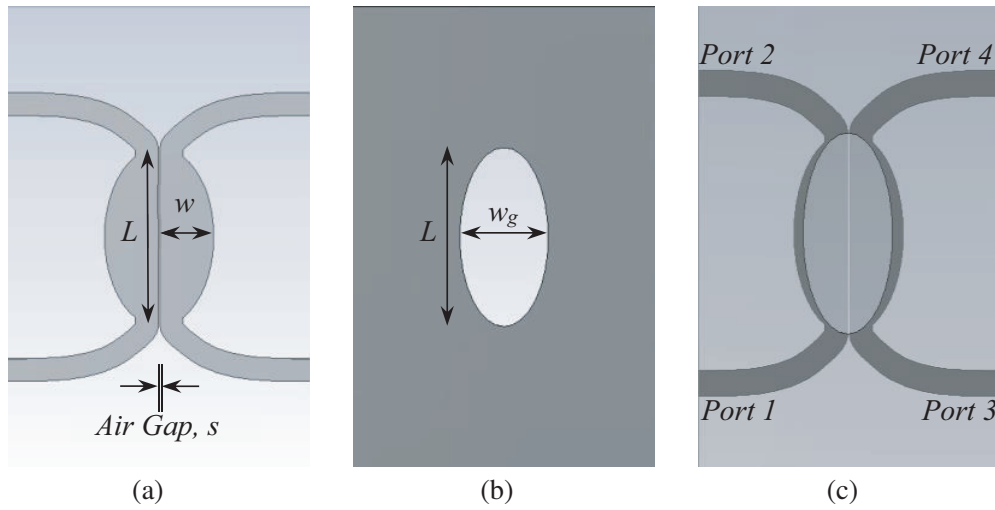 L
w
Air Gap, s
(a)
L
wg
(b)
Port 2
Port 4
Port 1
Port 3
(c)